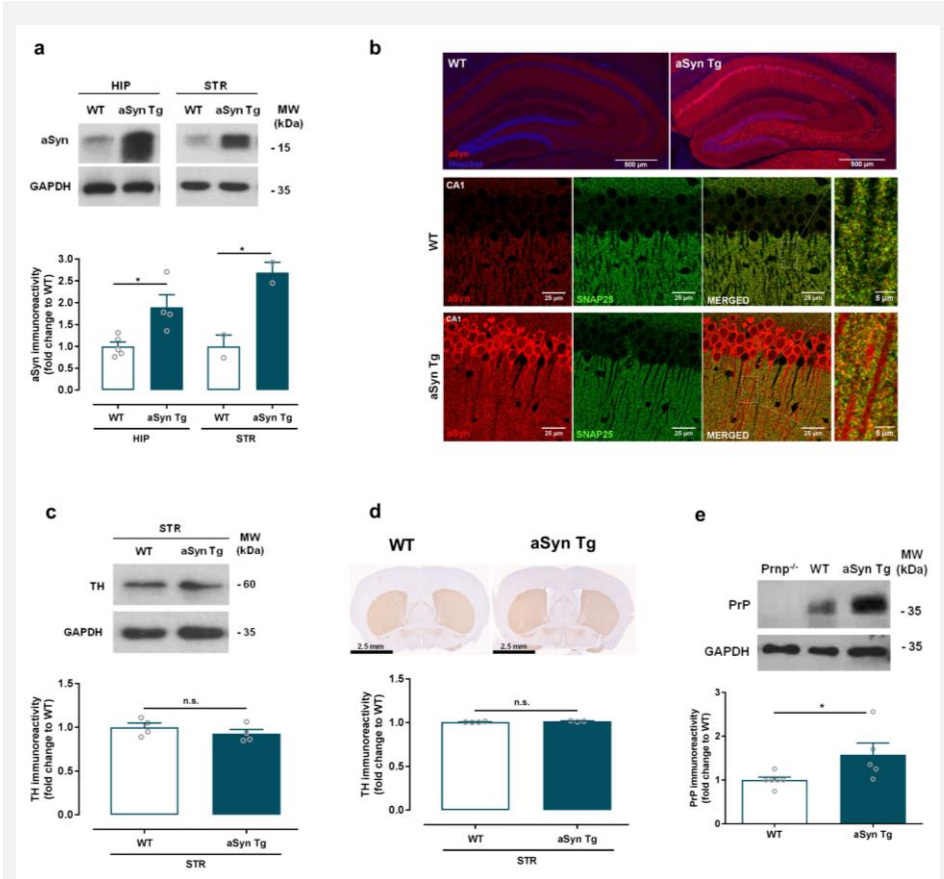 a
HIP STR
WT aSyn Tg WT aSyn Tg MW (kDa)
aSyn - 15
GAPDH - 35
aSyn immunoreactivity
(fold change to WT)
3.0
2.5
2.0
1.5
1.0
0.5
0.0
* *
WT aSyn Tg WT aSyn Tg
HIP STR
b
WT aSyn Tg
aSyn
Hoechst
500 µm 500 µm
WT
CA1
aSyn 25 µm SNAP25 25 µm MERGED 25 µm 5 µm
aSyn Tg
CA1
aSyn 25 µm SNAP25 25 µm MERGED 25 µm 5 µm
c
STR
WT aSyn Tg MW (kDa)
TH - 60
GAPDH - 35
TH immunoreactivity
(fold change to WT)
1.5
1.0
0.5
0.0
n.s.
WT aSyn Tg
STR
d
WT aSyn Tg
2.5 mm 2.5 mm
TH immunoreactivity
(fold change to WT)
1.5
1.0
0.5
0.0
n.s.
WT aSyn Tg
STR
e
Prnp-/- WT aSyn Tg MW (kDa)
PrP - 35
GAPDH - 35
PrP immunoreactivity
(fold change to WT)
3
2
1
0
*
WT aSyn Tg